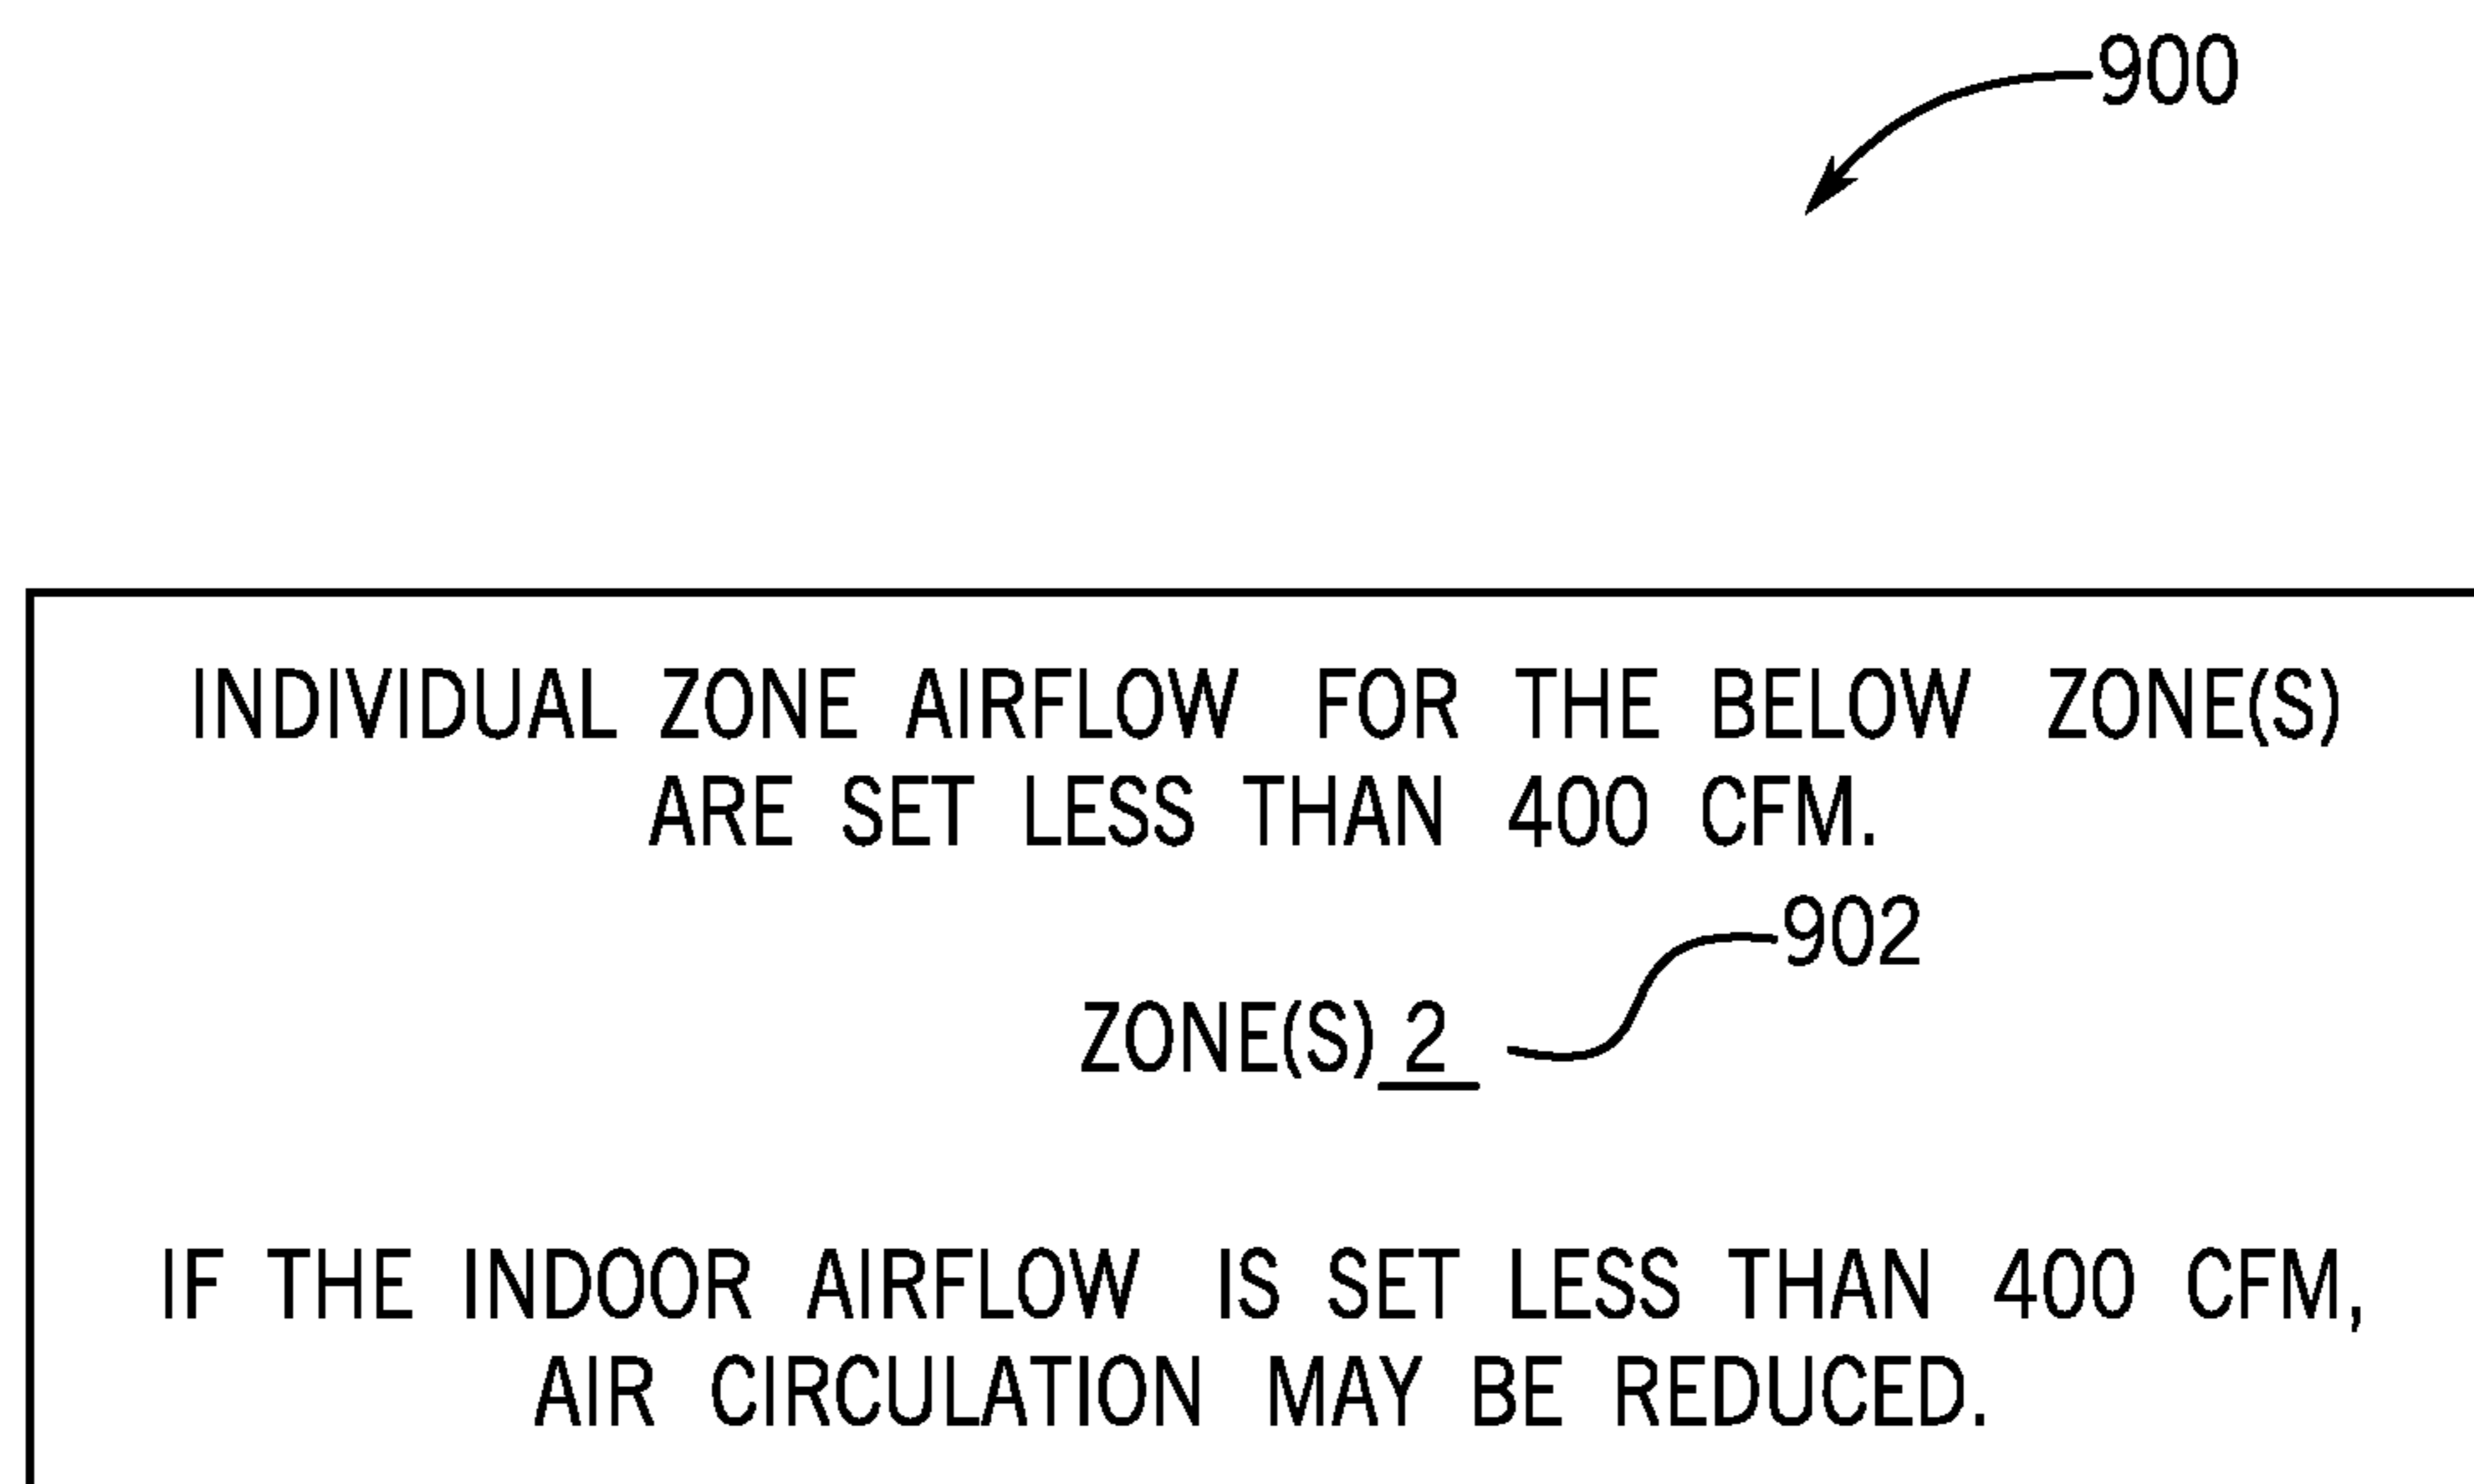 900
INDIVIDUAL ZONE AIRFLOW FOR THE BELOW ZONE(S)
ARE SET LESS THAN 400 CFM.
902
ZONE(S) 2
IF THE INDOOR AIRFLOW IS SET LESS THAN 400 CFM,
AIR CIRCULATION MAY BE REDUCED.